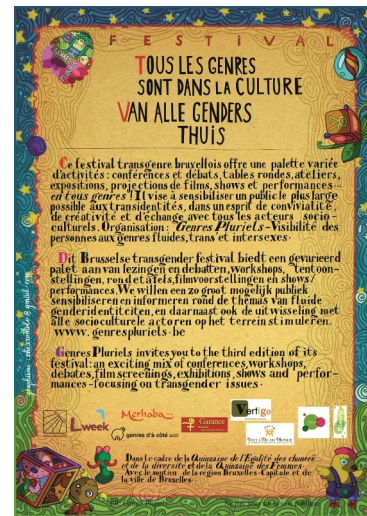 FESTIVAL
TOUS LES GENRES
SONT DANS LA CULTURE
VAN ALLE GENDERS
THUIS
Ce festival transgenre bruxellois offre une palette variée
d'activités : conférences et débats, tables rondes, ateliers,
expositions, projections de films, shows et performances...
en tous genres ! Il vise à sensibiliser un public le plus large
possible aux transidentités, dans un esprit de convivialité,
de créativité et d'échange avec tous les acteurs socio-
culturels. Organisation : Genres Pluriels - Visibilité des
personnes aux genres fluides, trans et intersexes.
Dit Brusselse transgender festival biedt een gevarieerd
palet aan van lezingen en debatten, workshops, tentoon-
stellingen, rondetafels, filmvoorstellingen en shows/
performances. We willen een zo groot mogelijk publiek
sensibiliseren en informeren rond de themas van fluide
genderidentiteiten, en daarnaast ook de uitwisseling met
alle socioculturele actoren op het terrein stimuleren.
www.genrespluriels.be
Genres Pluriels invites you to the third edition of its
festival: an exciting mix of conferences, workshops,
debates, film screenings, exhibitions, shows and perfor-
mances - focusing on transgender issues.
L-week
Merhaba
genres d'à côté
Garance
Vertigo
Dans le cadre de la Quinzaine de l'Egalité des chances
et de la diversité et de la Quinzaine des Femmes.
Avec le soutien de la région Bruxelles-Capitale et de
la ville de Bruxelles.